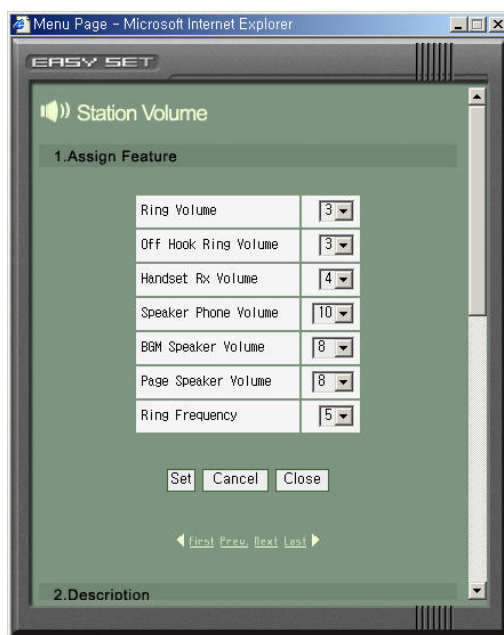 Menu Page - Microsoft Internet Explorer
EASY SET
Station Volume
1.Assign Feature
Ring Volume 3
Off Hook Ring Volume 3
Handset Rx Volume 4
Speaker Phone Volume 10
BGM Speaker Volume 8
Page Speaker Volume 8
Ring Frequency 5
Set Cancel Close
First Prev. Next Last
2.Description